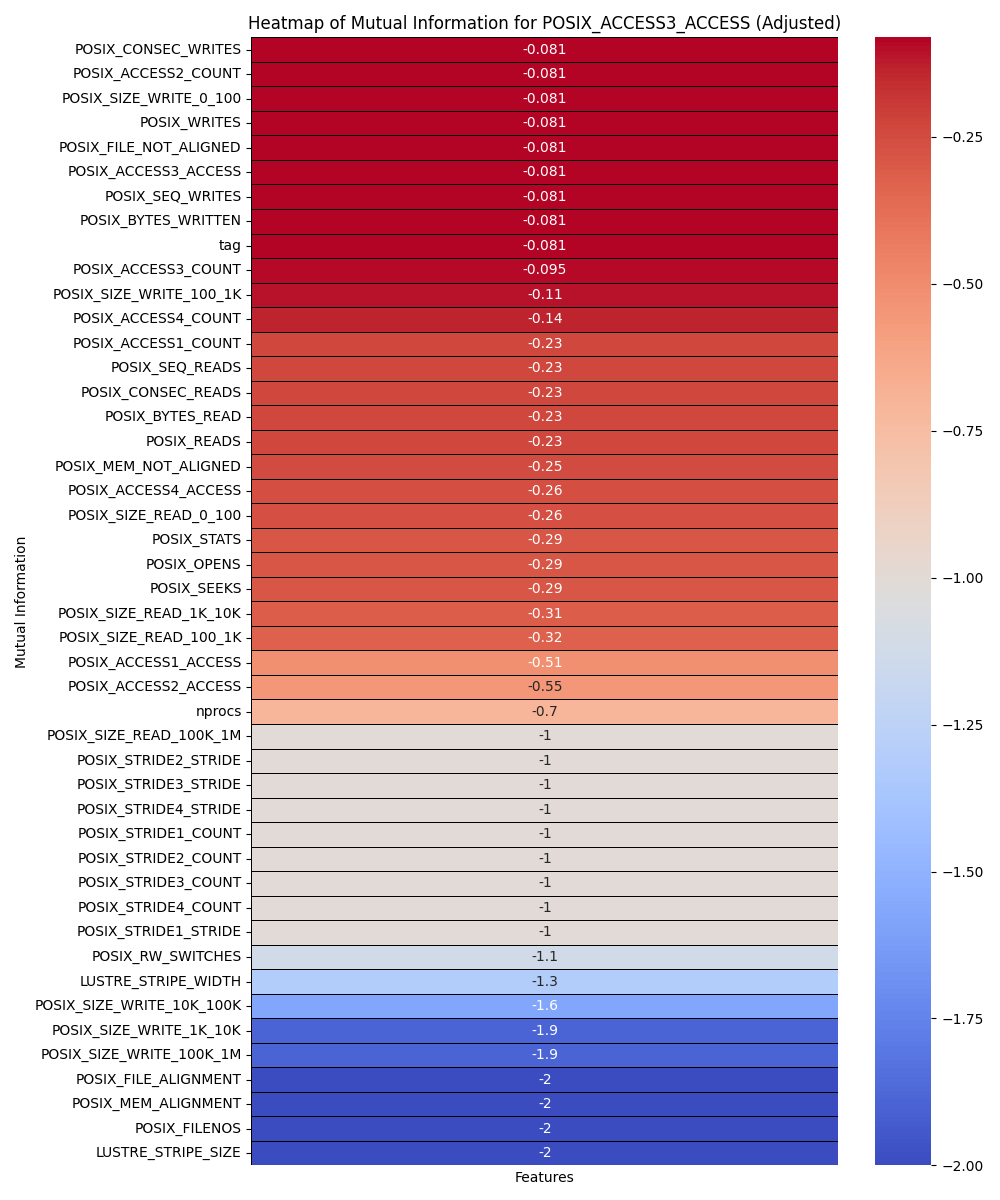 Heatmap of Mutual Information for POSIX_ACCESS3_ACCESS (Adjusted)
POSIX_CONSEC_WRITES -0.081
POSIX_ACCESS2_COUNT -0.081
POSIX_SIZE_WRITE_0_100 -0.081
POSIX_WRITES -0.081
POSIX_FILE_NOT_ALIGNED -0.081
POSIX_ACCESS3_ACCESS -0.081
POSIX_SEQ_WRITES -0.081
POSIX_BYTES_WRITTEN -0.081
tag -0.081
POSIX_ACCESS3_COUNT -0.095
POSIX_SIZE_WRITE_100_1K -0.11
POSIX_ACCESS4_COUNT -0.14
POSIX_ACCESS1_COUNT -0.23
POSIX_SEQ_READS -0.23
POSIX_CONSEC_READS -0.23
POSIX_BYTES_READ -0.23
POSIX_READS -0.23
POSIX_MEM_NOT_ALIGNED -0.25
POSIX_ACCESS4_ACCESS -0.26
POSIX_SIZE_READ_0_100 -0.26
POSIX_STATS -0.29
POSIX_OPENS -0.29
POSIX_SEEKS -0.29
POSIX_SIZE_READ_1K_10K -0.31
POSIX_SIZE_READ_100_1K -0.32
POSIX_ACCESS1_ACCESS -0.51
POSIX_ACCESS2_ACCESS -0.55
nprocs -0.7
POSIX_SIZE_READ_100K_1M -1
POSIX_STRIDE2_STRIDE -1
POSIX_STRIDE3_STRIDE -1
POSIX_STRIDE4_STRIDE -1
POSIX_STRIDE1_COUNT -1
POSIX_STRIDE2_COUNT -1
POSIX_STRIDE3_COUNT -1
POSIX_STRIDE4_COUNT -1
POSIX_STRIDE1_STRIDE -1
POSIX_RW_SWITCHES -1.1
LUSTRE_STRIPE_WIDTH -1.3
POSIX_SIZE_WRITE_10K_100K -1.6
POSIX_SIZE_WRITE_1K_10K -1.9
POSIX_SIZE_WRITE_100K_1M -1.9
POSIX_FILE_ALIGNMENT -2
POSIX_MEM_ALIGNMENT -2
POSIX_FILENOS -2
LUSTRE_STRIPE_SIZE -2
Mutual Information
Features
−0.25
−0.50
−0.75
−1.00
−1.25
−1.50
−1.75
−2.00